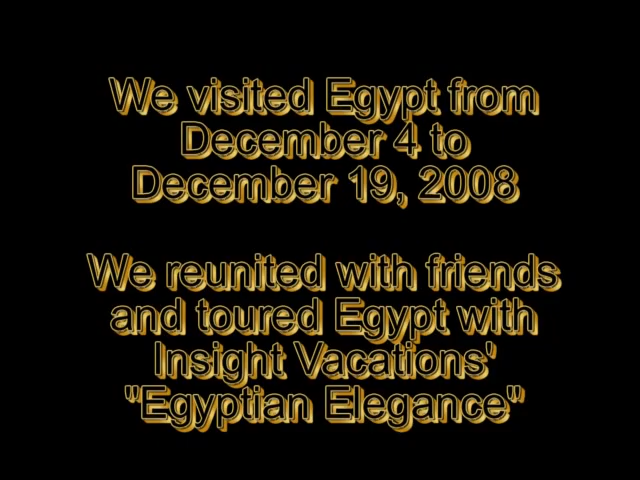 We visited Egypt from
December 4 to
December 19, 2008
We reunited with friends
and toured Egypt with
Insight Vacations'
"Egyptian Elegance"